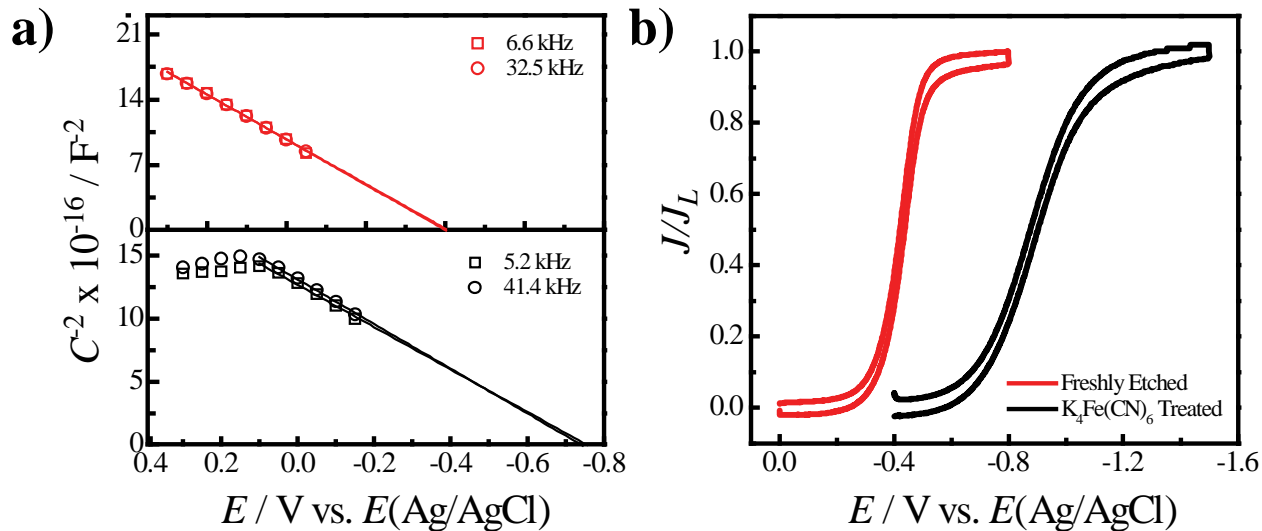 a)
21
14
7
0
6.6 kHz
32.5 kHz
15
10
5
0
5.2 kHz
41.4 kHz
C⁻² x 10⁻¹⁶ / F⁻²
0.4 0.2 0.0 -0.2 -0.4 -0.6 -0.8
E / V vs. E(Ag/AgCl)
b)
1.0
0.8
0.6
0.4
0.2
0.0
J/J_L
Freshly Etched
K₄Fe(CN)₆ Treated
0.0 -0.4 -0.8 -1.2 -1.6
E / V vs. E(Ag/AgCl)